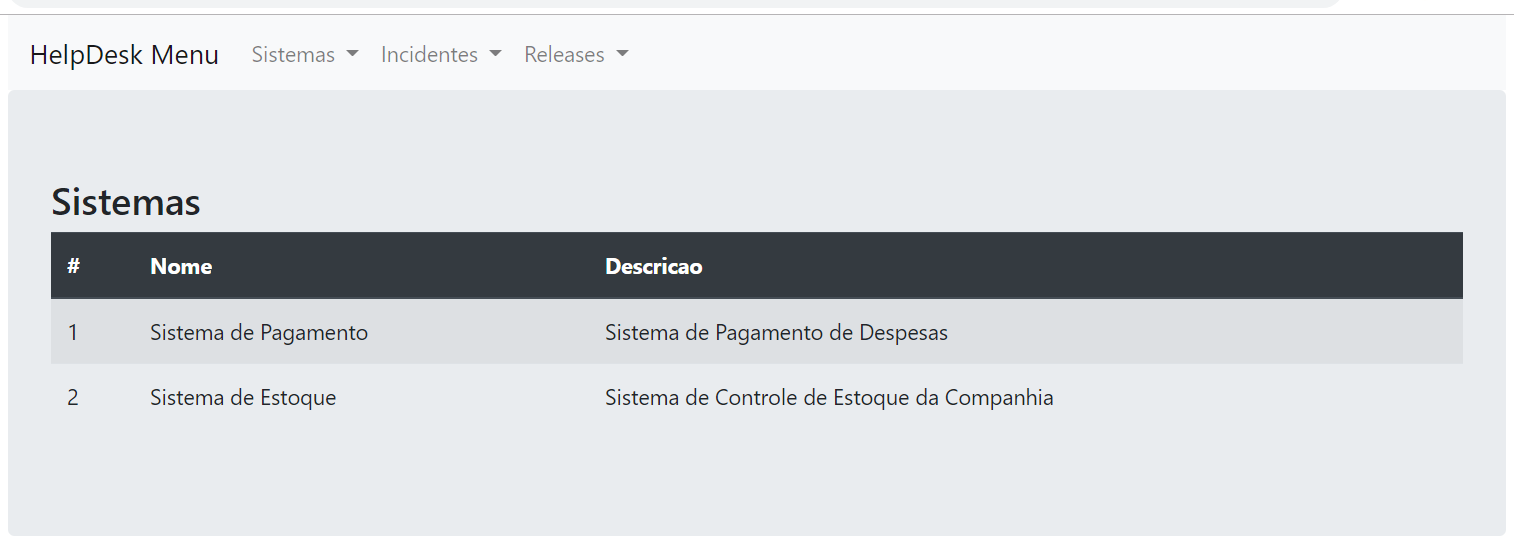 HelpDesk Menu Sistemas Incidentes Releases
Sistemas
# Nome Descricao
1 Sistema de Pagamento Sistema de Pagamento de Despesas
2 Sistema de Estoque Sistema de Controle de Estoque da Companhia